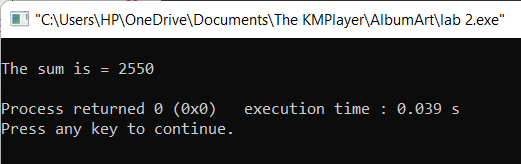 "C:\Users\HP\OneDrive\Documents\The KMPlayer\AlbumArt\lab 2.exe"
The sum is = 2550
Process returned 0 (0x0)   execution time : 0.039 s
Press any key to continue.